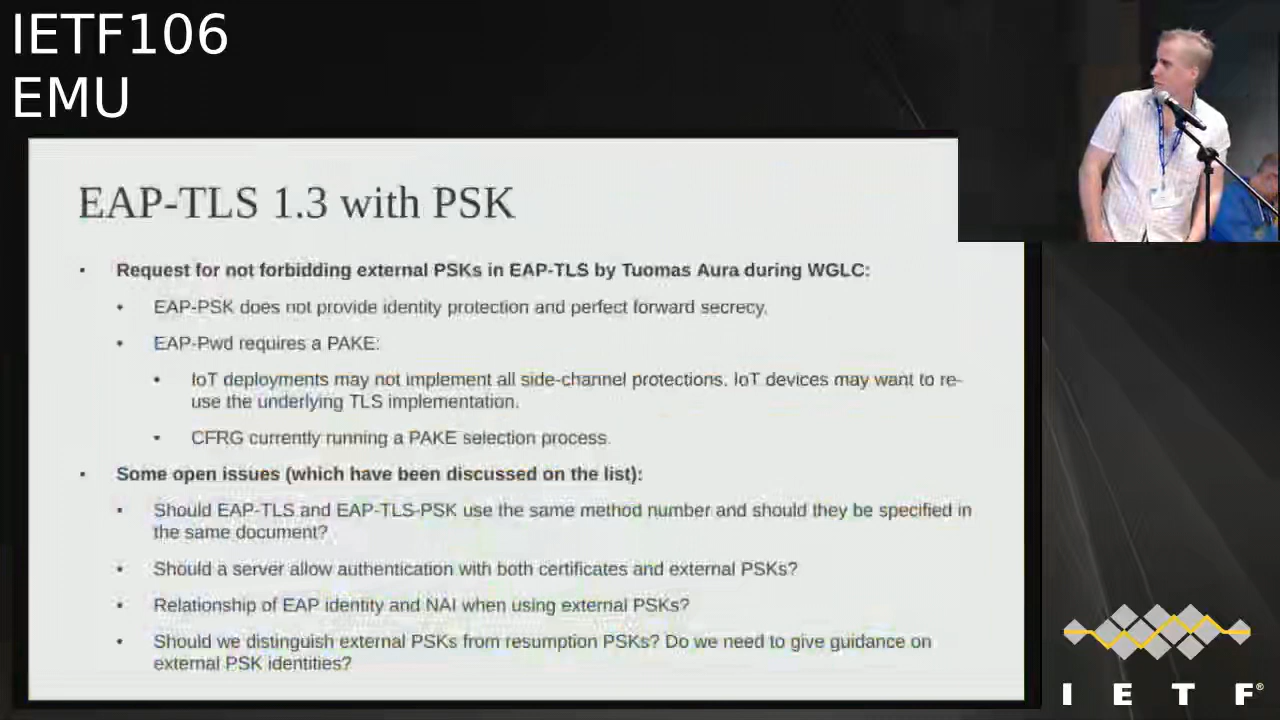 IETF106
EMU
EAP-TLS 1.3 with PSK
• Request for not forbidding external PSKs in EAP-TLS by Tuomas Aura during WGLC:
• EAP-PSK does not provide identity protection and perfect forward secrecy.
• EAP-Pwd requires a PAKE:
• IoT deployments may not implement all side-channel protections. IoT devices may want to re-
use the underlying TLS implementation.
• CFRG currently running a PAKE selection process.
• Some open issues (which have been discussed on the list):
• Should EAP-TLS and EAP-TLS-PSK use the same method number and should they be specified in
the same document?
• Should a server allow authentication with both certificates and external PSKs?
• Relationship of EAP identity and NAI when using external PSKs?
• Should we distinguish external PSKs from resumption PSKs? Do we need to give guidance on
external PSK identities?
I E T F®